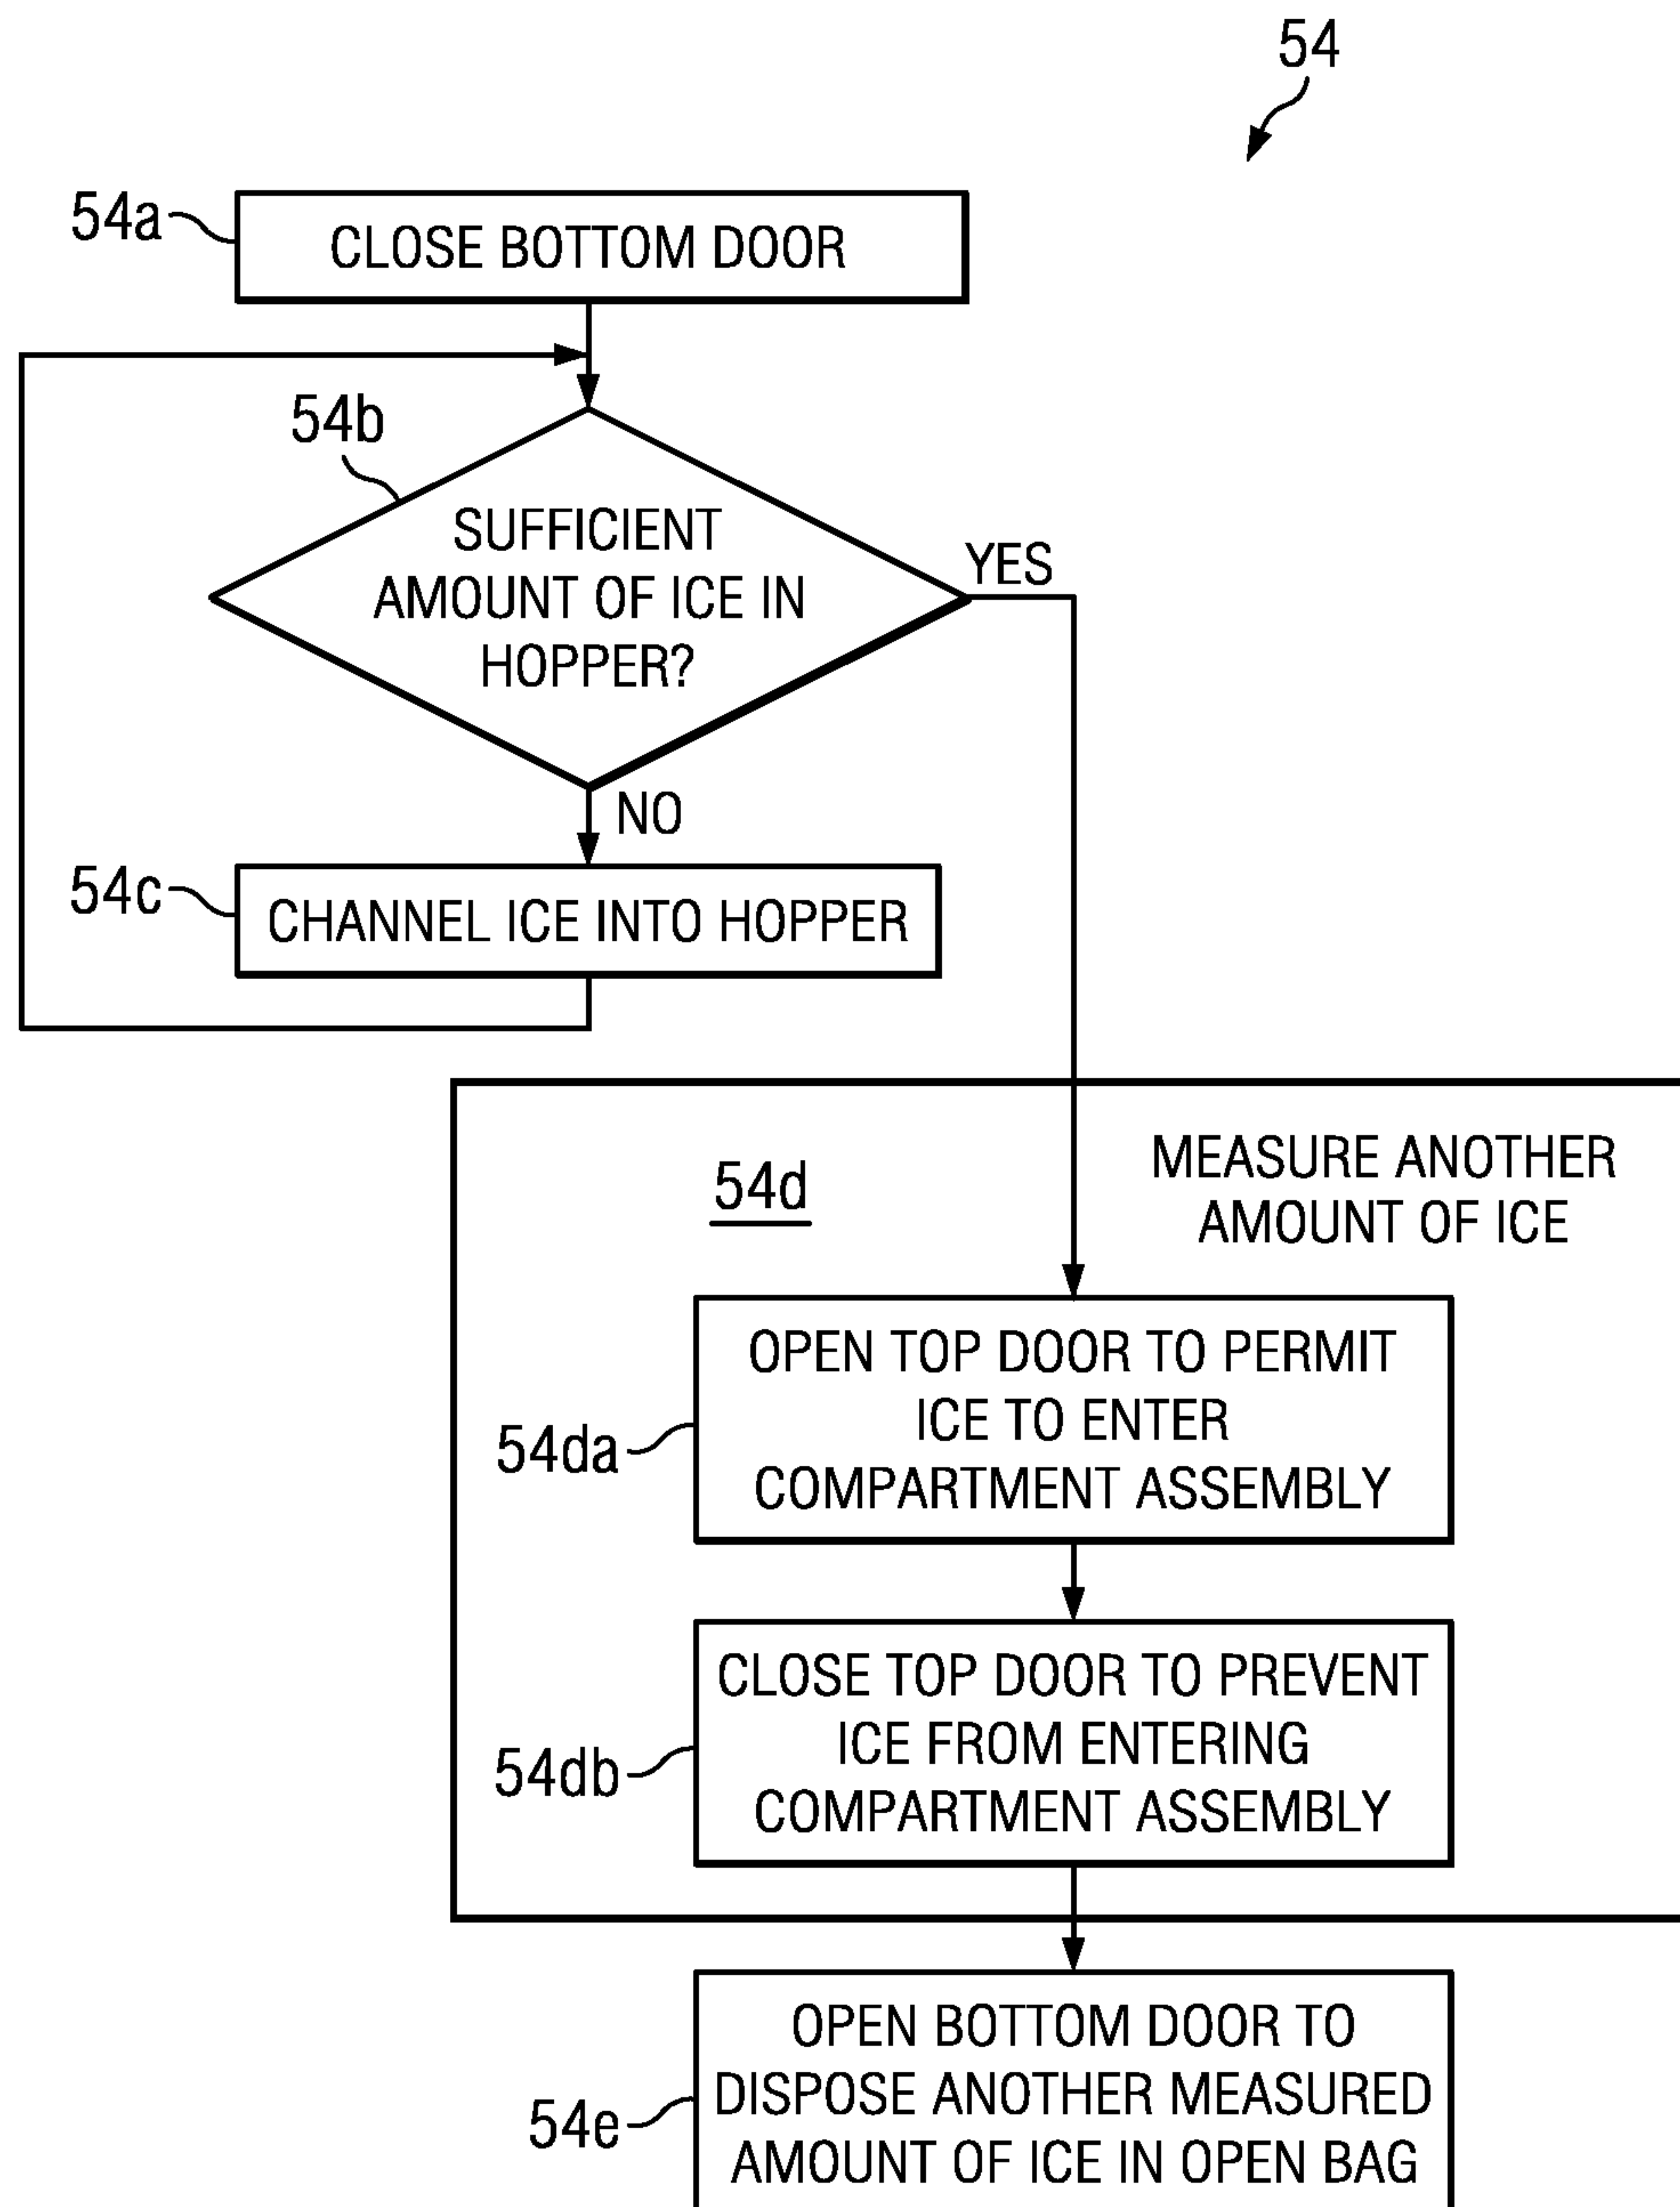 54
54a
CLOSE BOTTOM DOOR
54b
SUFFICIENT
AMOUNT OF ICE IN
HOPPER?
YES
NO
54c
CHANNEL ICE INTO HOPPER
54d
MEASURE ANOTHER
AMOUNT OF ICE
54da
OPEN TOP DOOR TO PERMIT
ICE TO ENTER
COMPARTMENT ASSEMBLY
54db
CLOSE TOP DOOR TO PREVENT
ICE FROM ENTERING
COMPARTMENT ASSEMBLY
54e
OPEN BOTTOM DOOR TO
DISPOSE ANOTHER MEASURED
AMOUNT OF ICE IN OPEN BAG